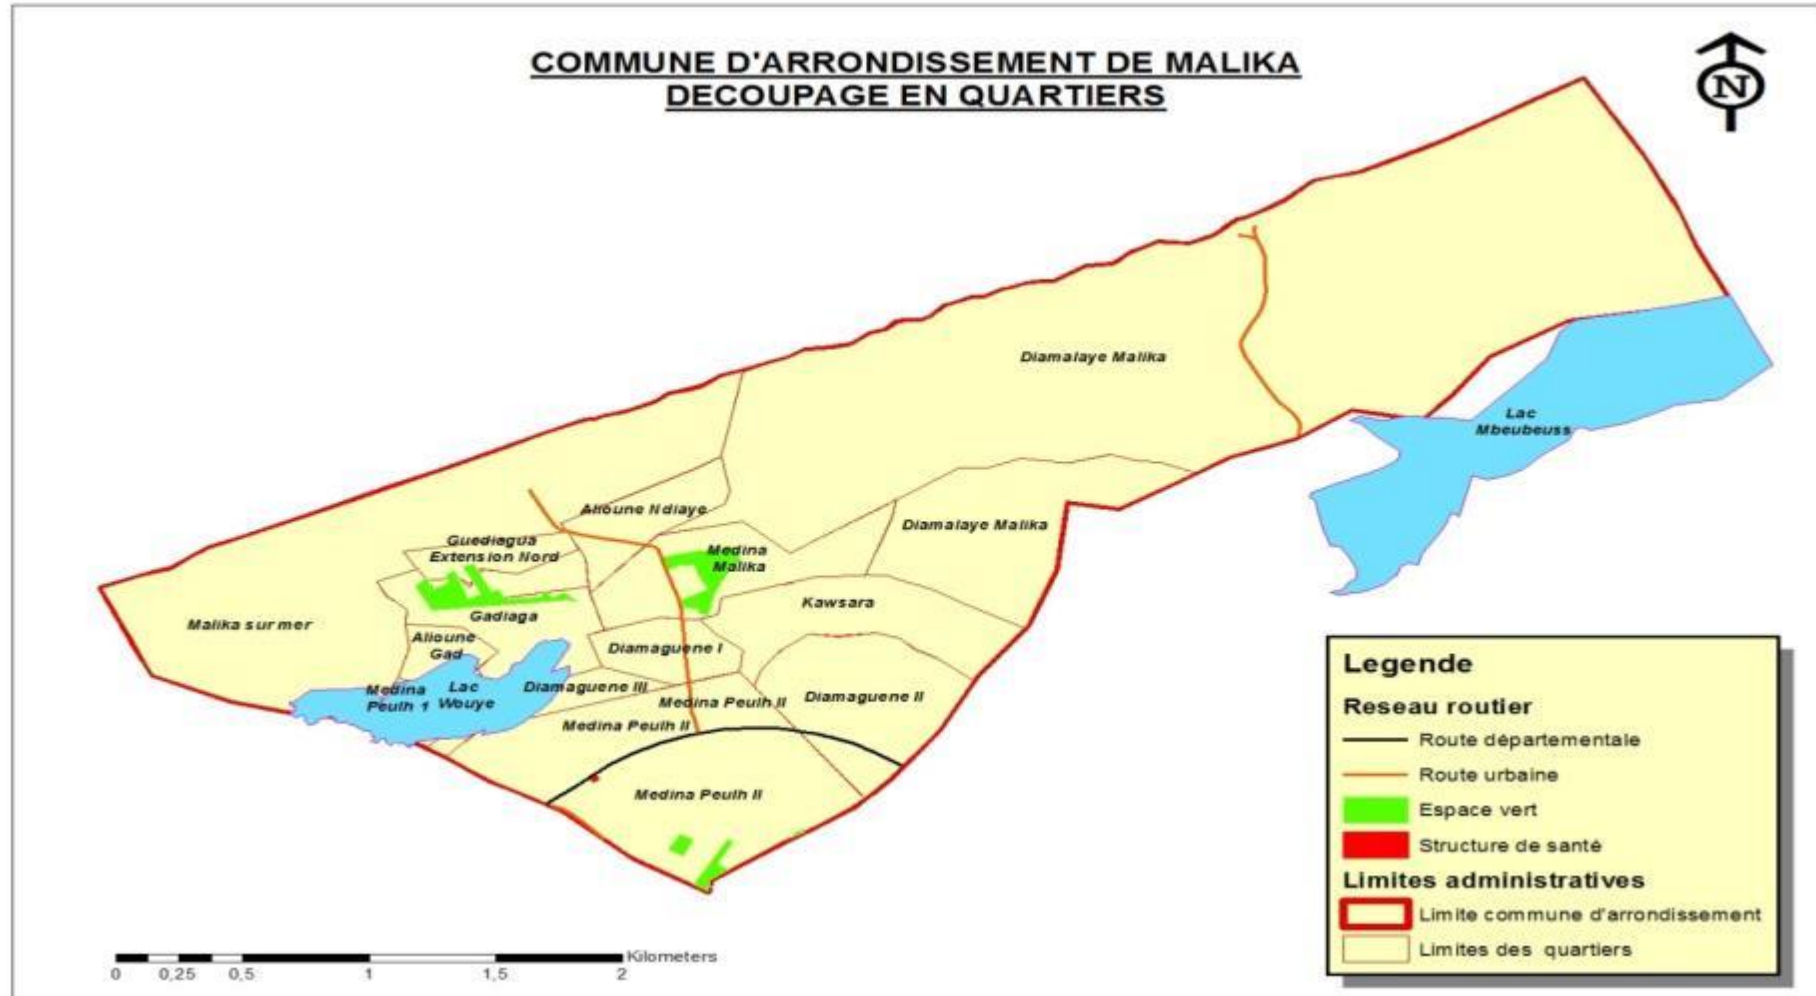 COMMUNE D'ARRONDISSEMENT DE MALIKA
DECOUPAGE EN QUARTIERS
N
Diamalaye Malika
Lac
Mbeubeuss
Alioune Ndiaye
Diamalaye Malika
Guediagua
Extension Nord
Medina
Malika
Kawsara
Gadiaga
Malika sur mer
Alioune
Gad
Diamaguene I
Medina
Peulh 1
Lac
Wouye
Diamaguene III
Medina Peulh II
Diamaguene II
Medina Peulh II
Medina Peulh II
Legende
Reseau routier
Route départementale
Route urbaine
Espace vert
Structure de santé
Limites administratives
Limite commune d'arrondissement
Limites des quartiers
Kilometers
0 0,25 0,5 1 1,5 2